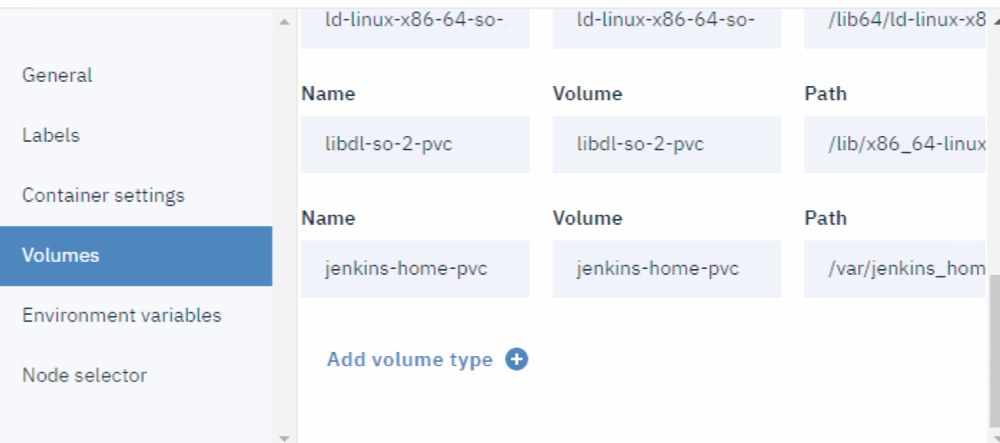 ld-linux-x86-64-so- ld-linux-x86-64-so- /lib64/ld-linux-x8
General
Labels
Container settings
Volumes
Environment variables
Node selector
Name Volume Path
libdl-so-2-pvc libdl-so-2-pvc /lib/x86_64-linux
Name Volume Path
jenkins-home-pvc jenkins-home-pvc /var/jenkins_hom
Add volume type